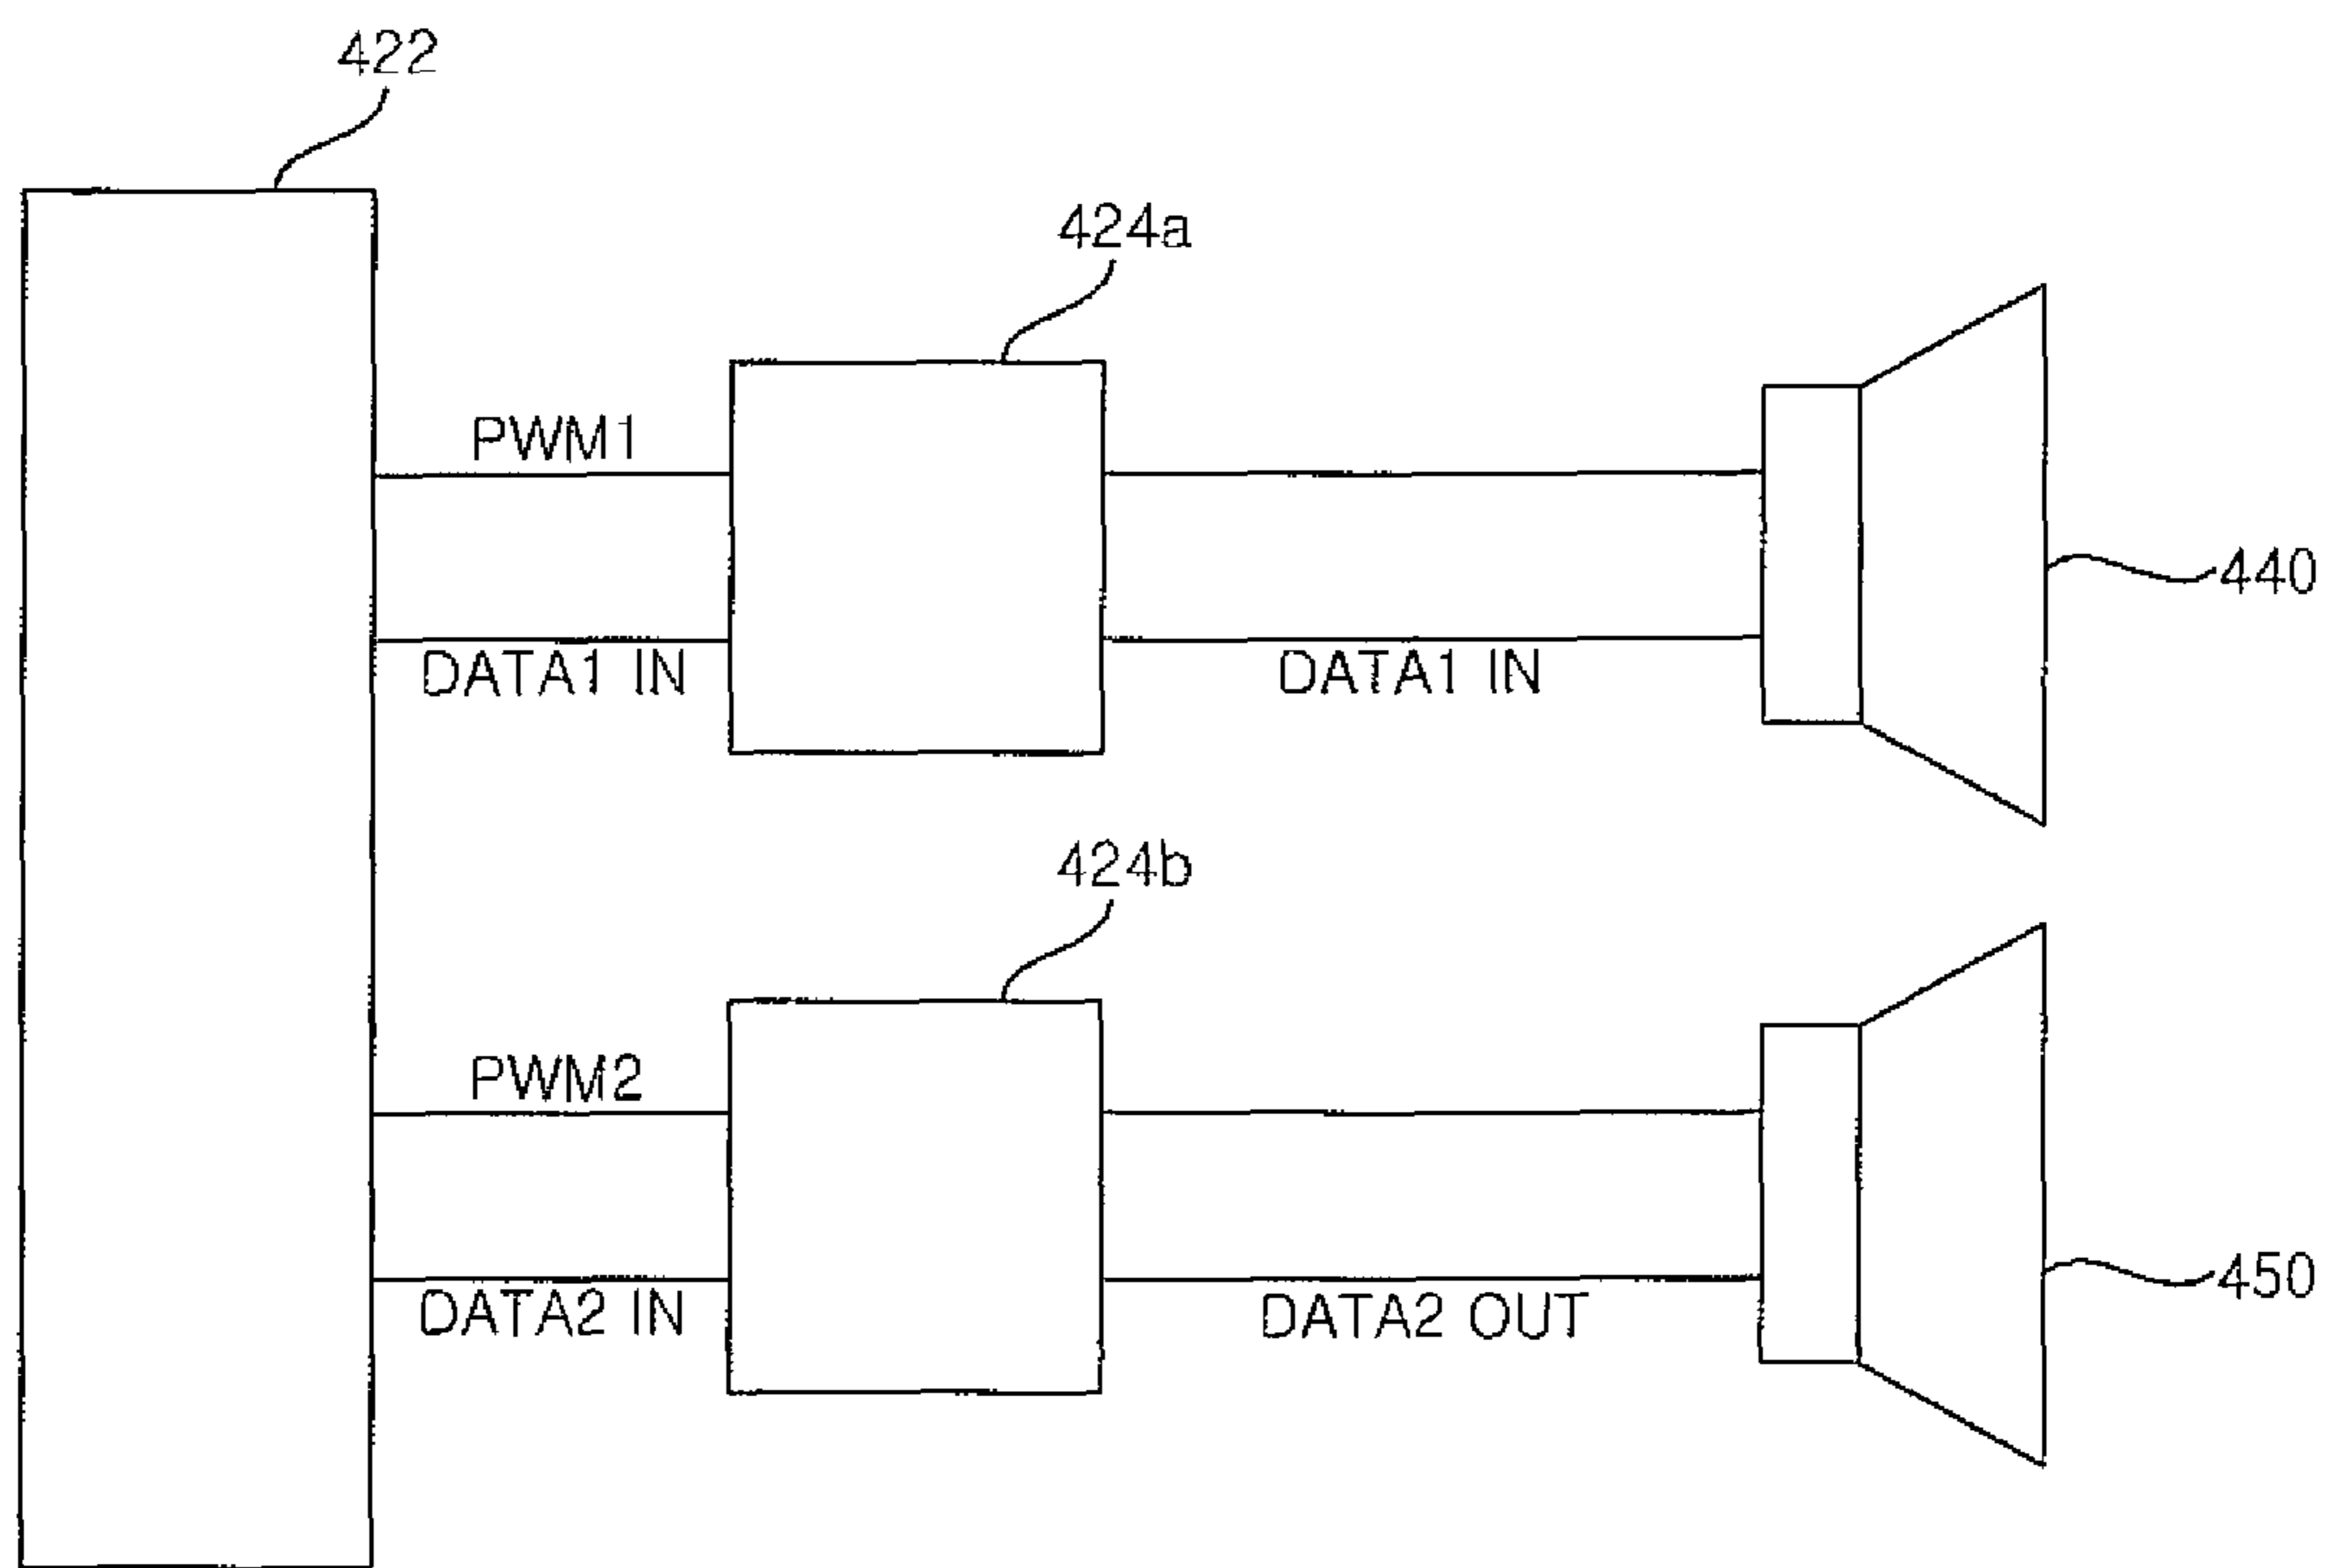 422
424a
PWM1
440
DATA1 IN
DATA1 IN
424b
PWM2
450
DATA2 IN
DATA2 OUT